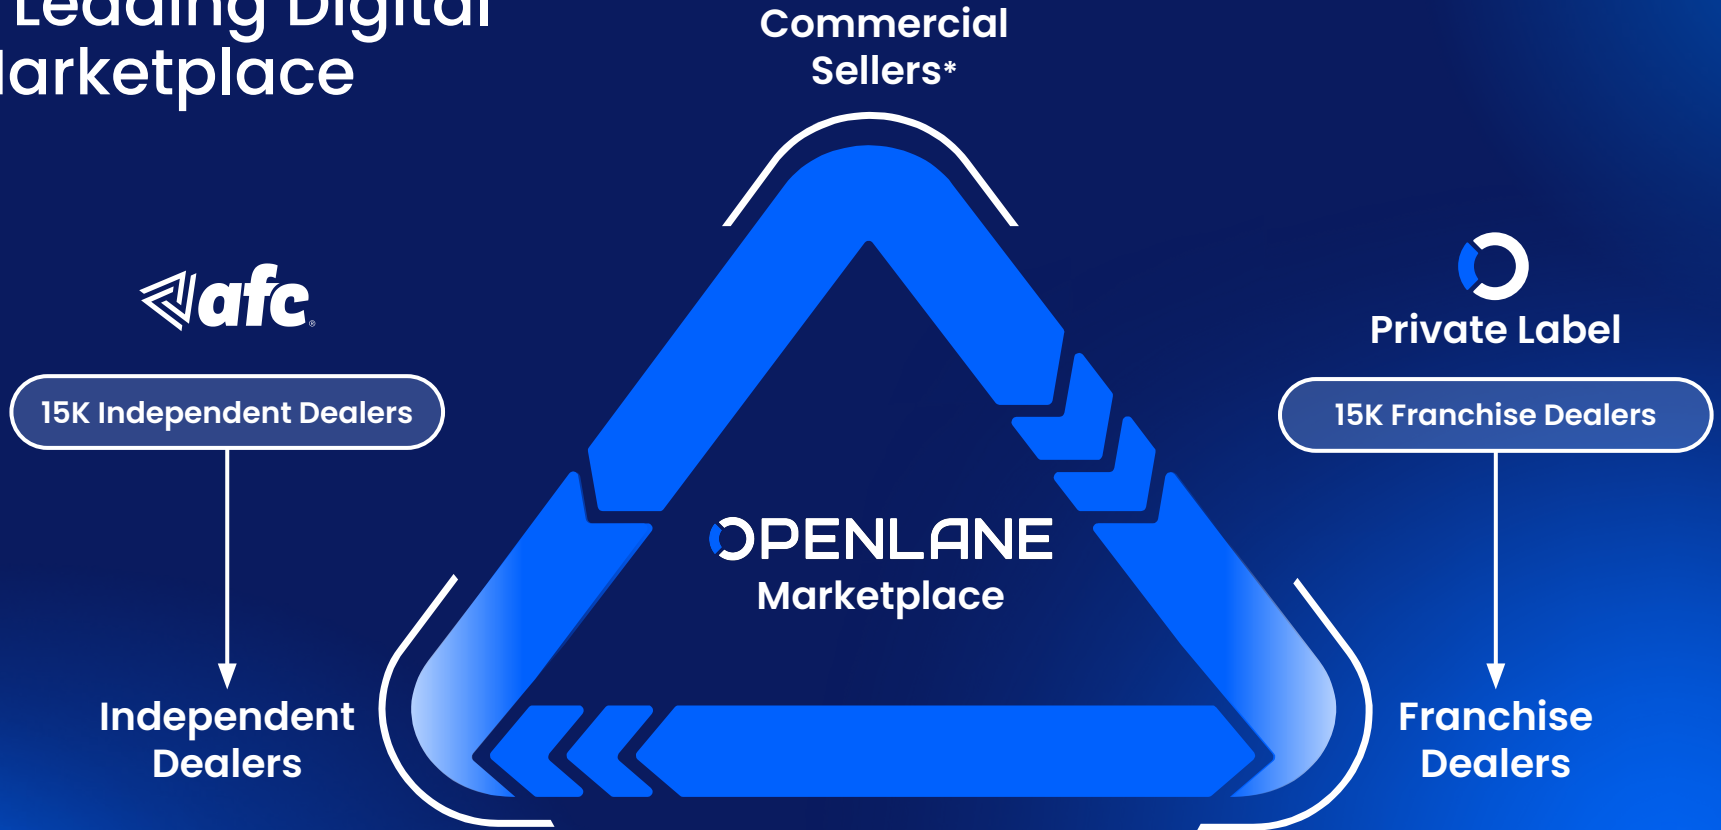 Leading Digital
Marketplace
Commercial
Sellers*
afc®
15K Independent Dealers
Independent
Dealers
OPENLANE
Marketplace
Private Label
15K Franchise Dealers
Franchise
Dealers